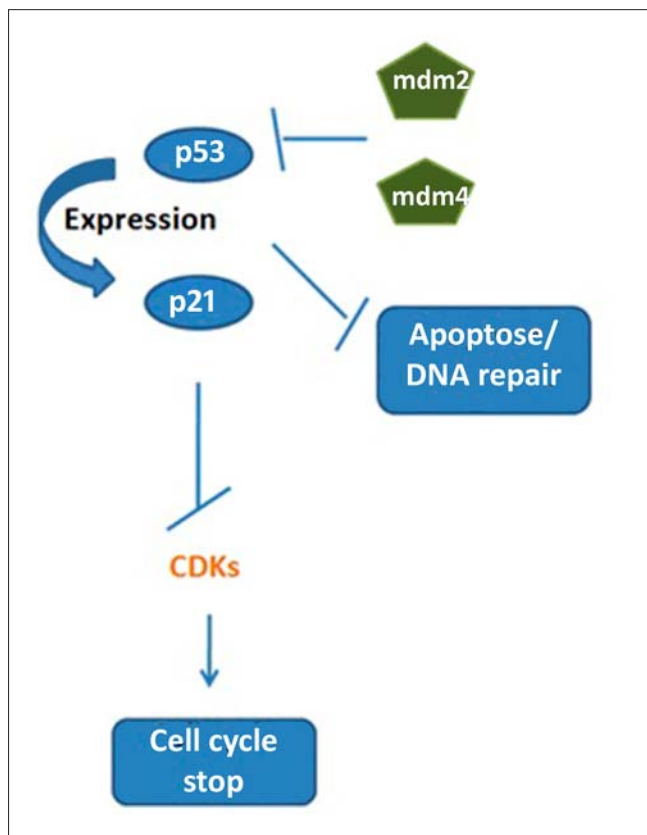 mdm2
p53
mdm4
Expression
p21
Apoptose/
DNA repair
CDKs
Cell cycle
stop